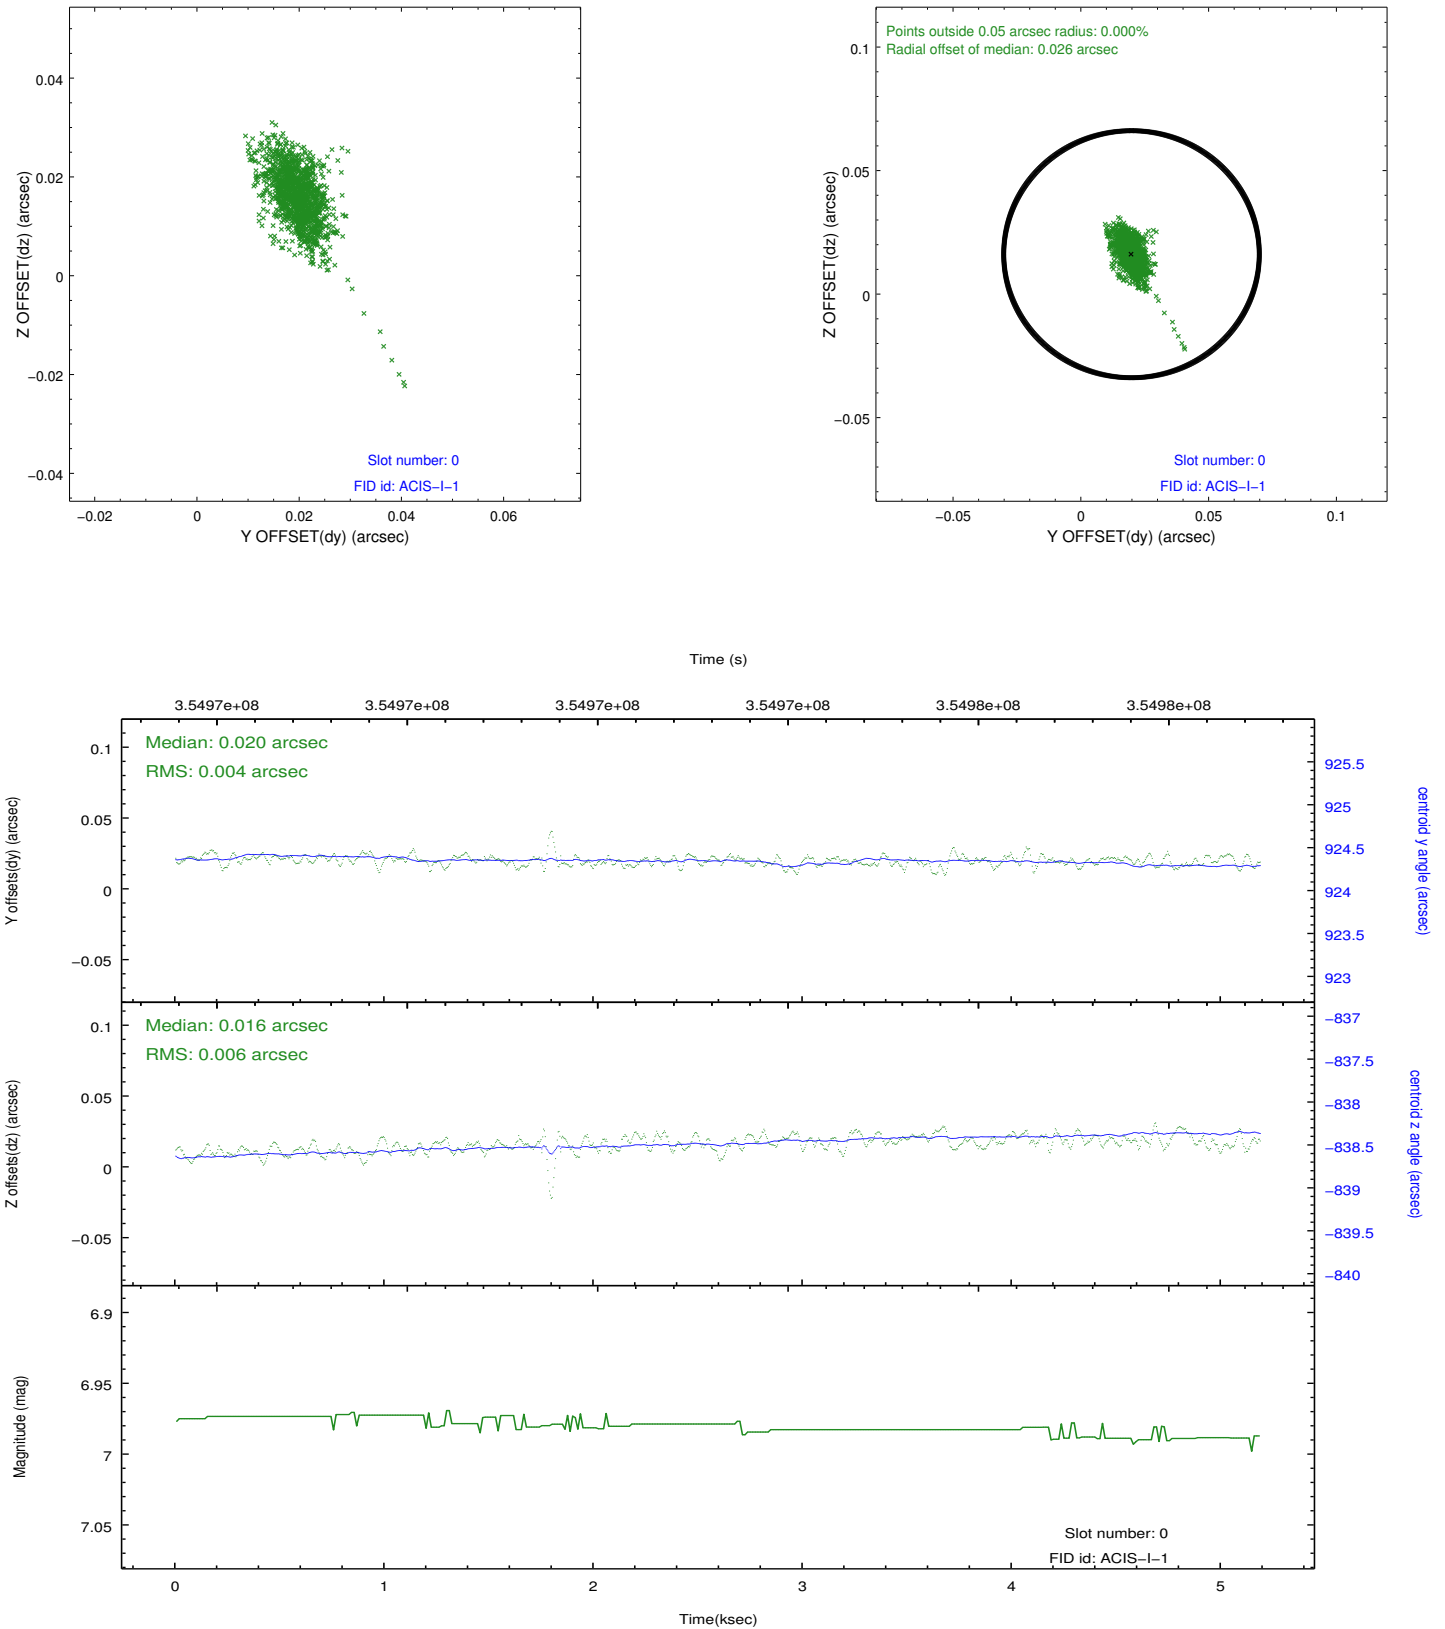 0.04
0.02
0
−0.02
−0.04
Z OFFSET(dz) (arcsec)
Slot number: 0
FID id: ACIS−I−1
−0.02 0 0.02 0.04 0.06
Y OFFSET(dy) (arcsec)
Points outside 0.05 arcsec radius: 0.000%
Radial offset of median: 0.026 arcsec
0.1
0.05
0
−0.05
Z OFFSET(dz) (arcsec)
Slot number: 0
FID id: ACIS−I−1
−0.05 0 0.05 0.1
Y OFFSET(dy) (arcsec)
Time (s)
3.5497e+08 3.5497e+08 3.5497e+08 3.5497e+08 3.5498e+08 3.5498e+08
Median: 0.020 arcsec
RMS: 0.004 arcsec
0.1
0.05
0
−0.05
Y offsets(dy) (arcsec)
925.5
925
924.5
924
923.5
923
centroid y angle (arcsec)
Median: 0.016 arcsec
RMS: 0.006 arcsec
0.1
0.05
0
−0.05
Z offsets(dz) (arcsec)
−837
−837.5
−838
−838.5
−839
−839.5
−840
centroid z angle (arcsec)
6.9
6.95
7
7.05
Magnitude (mag)
Slot number: 0
FID id: ACIS−I−1
0 1 2 3 4 5
Time(ksec)